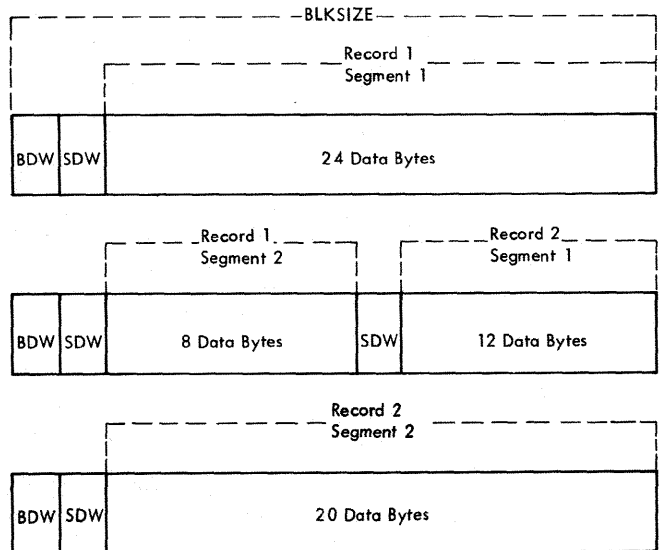 BLKSIZE
Record 1
Segment 1
BDW SDW 24 Data Bytes
Record 1 Record 2
Segment 2 Segment 1
BDW SDW 8 Data Bytes SDW 12 Data Bytes
Record 2
Segment 2
BDW SDW 20 Data Bytes